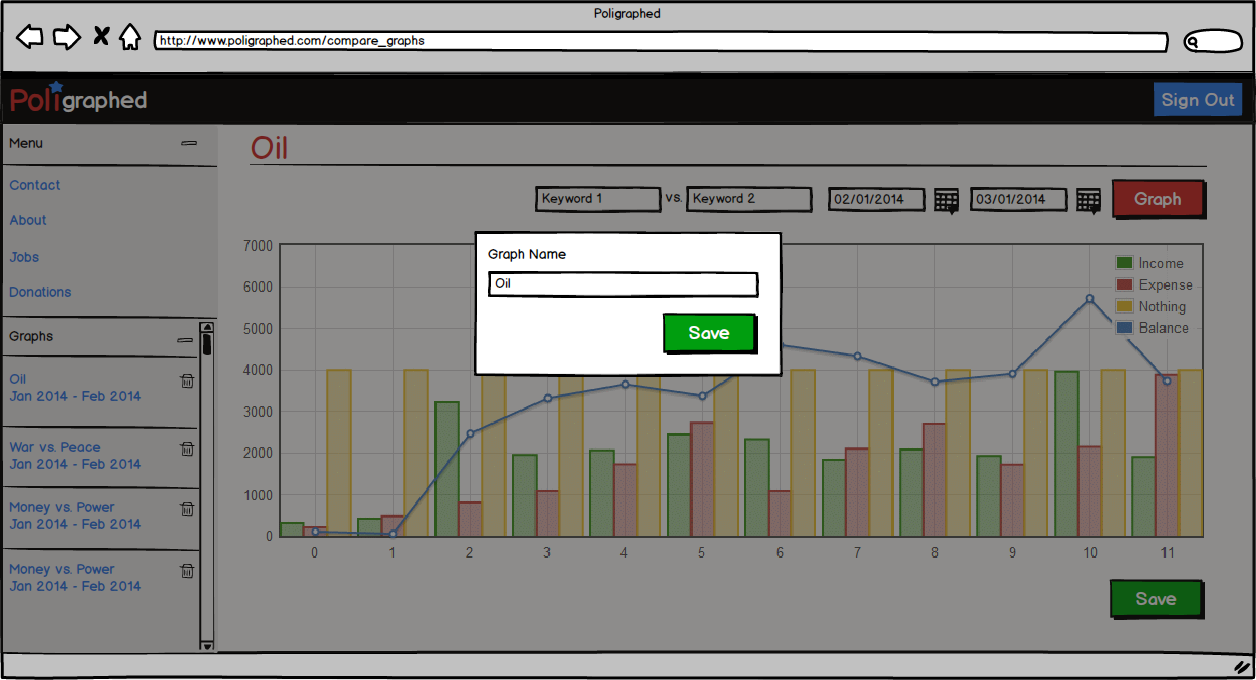 Poligraphed
http://www.poligraphed.com/compare_graphs
Poligraphed
Sign Out
Menu
Contact
About
Jobs
Donations
Graphs
Oil
Jan 2014 - Feb 2014
War vs. Peace
Jan 2014 - Feb 2014
Money vs. Power
Jan 2014 - Feb 2014
Money vs. Power
Jan 2014 - Feb 2014
Oil
Keyword 1 vs. Keyword 2 02/01/2014 03/01/2014 Graph
Graph Name
Oil
Save
7000
6000
5000
4000
3000
2000
1000
0
0 1 2 3 4 5 6 7 8 9 10 11
Income
Expense
Nothing
Balance
Save